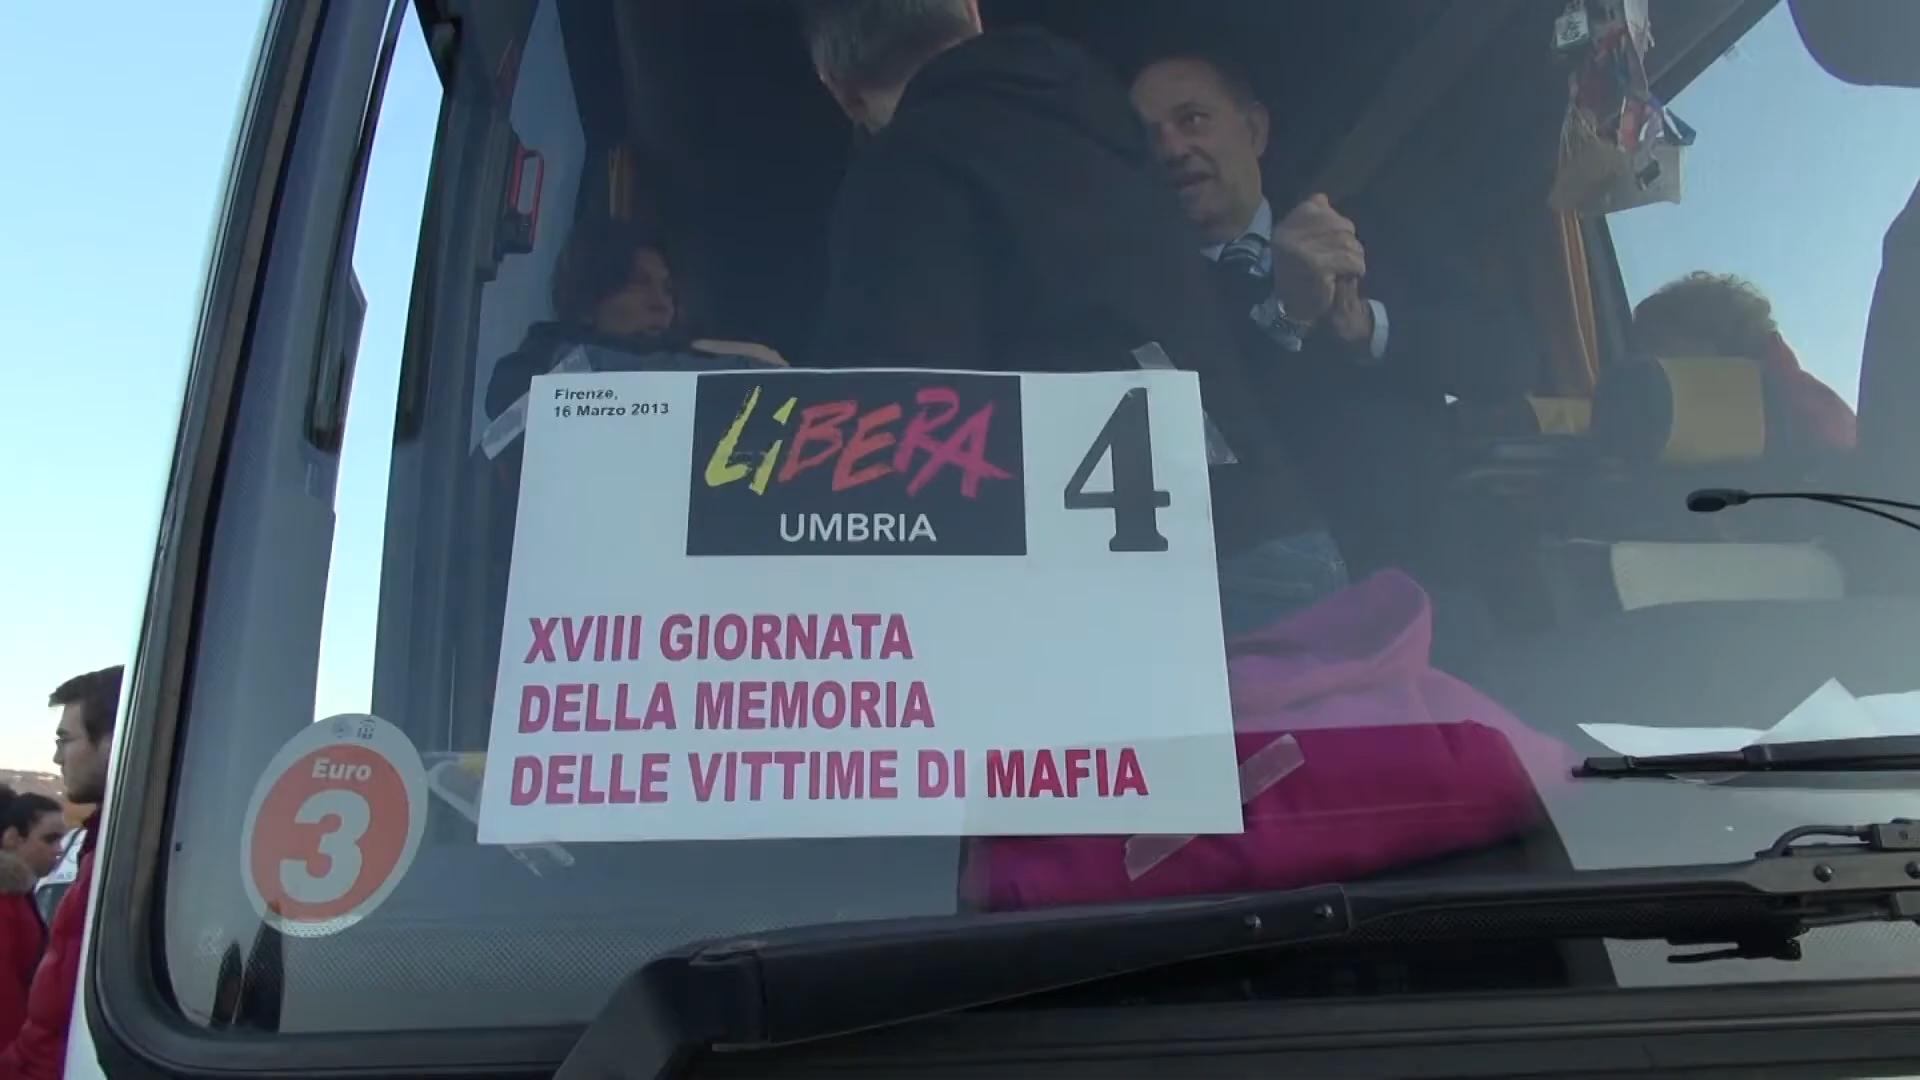 Firenze,
16 Marzo 2013
LiBERA
UMBRIA
4
XVIII GIORNATA
DELLA MEMORIA
DELLE VITTIME DI MAFIA
Euro
3